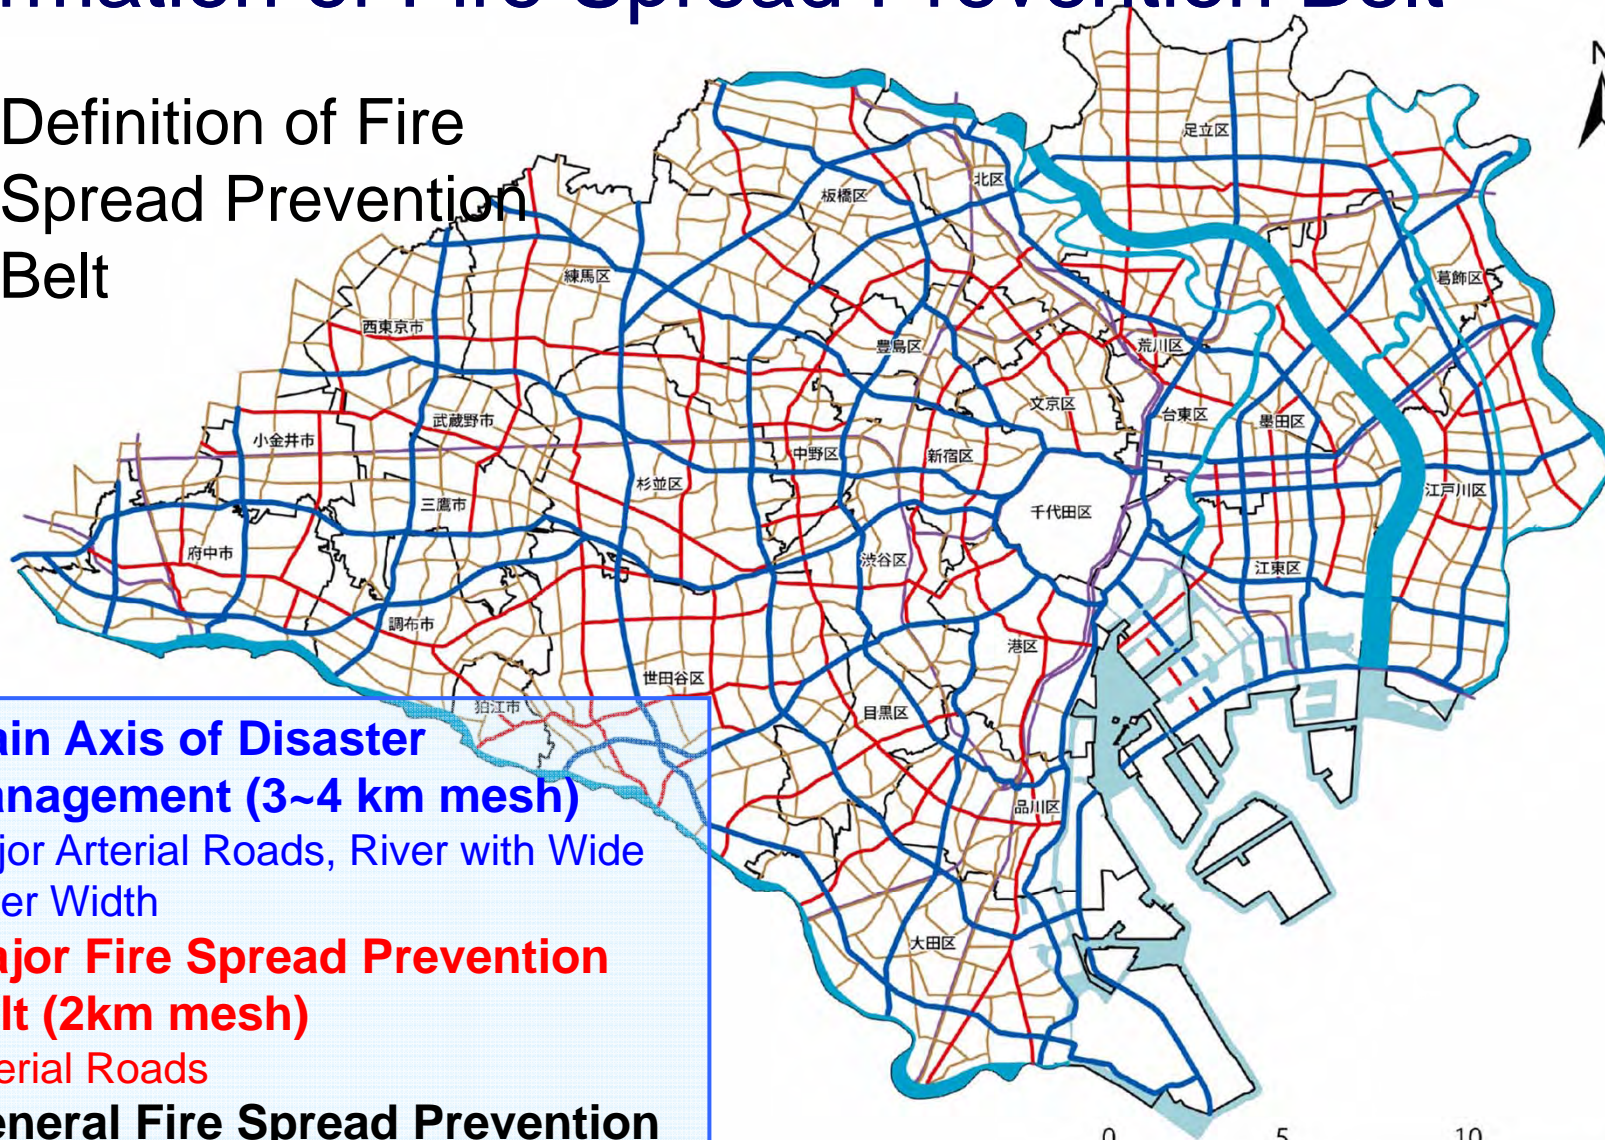 rmation of Fire Spread Prevention Belt
N
Definition of Fire
Spread Prevention
Belt
足立区
北区
板橋区
練馬区
葛飾区
西東京市
豊島区
荒川区
文京区
台東区
墨田区
武蔵野市
小金井市
中野区
新宿区
杉並区
江戸川区
三鷹市
千代田区
府中市
渋谷区
江東区
調布市
港区
世田谷区
狛江市
目黒区
品川区
大田区
ain Axis of Disaster
anagement (3~4 km mesh)
jor Arterial Roads, River with Wide
er Width
ajor Fire Spread Prevention
lt (2km mesh)
erial Roads
eneral Fire Spread Prevention
0 5 10